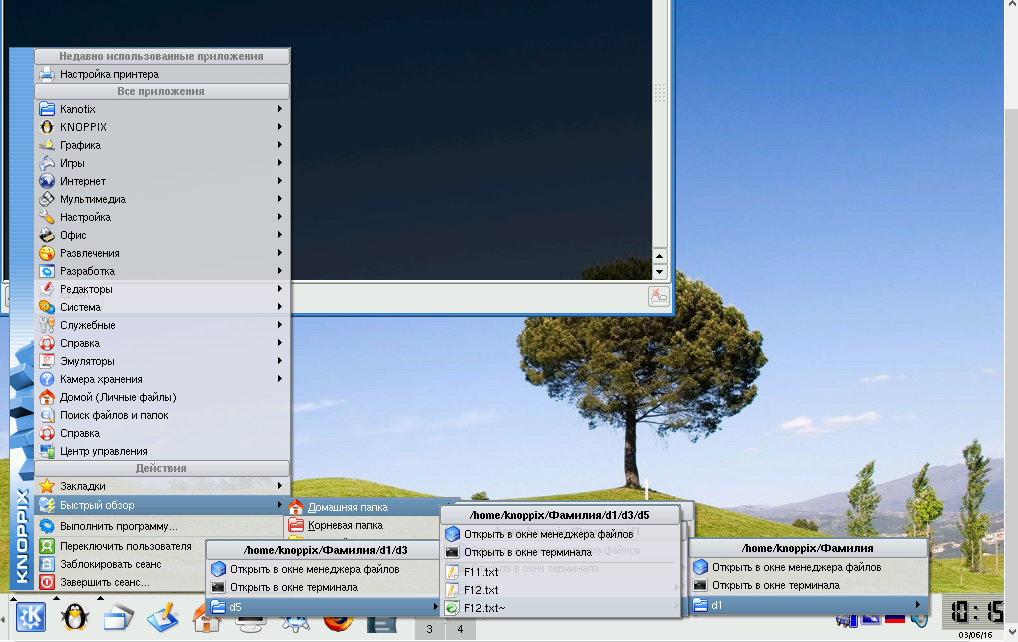 Недавно использованные приложения
Настройка принтера
Все приложения
Kanotix
KNOPPIX
Графика
Игры
Интернет
Мультимедиа
Настройка
Офис
Развлечения
Разработка
Редакторы
Система
Служебные
Справка
Эмуляторы
Камера хранения
Домой (Личные файлы)
Поиск файлов и папок
Справка
Центр управления
Действия
Закладки
Быстрый обзор
Выполнить программу...
Переключить пользователя
Заблокировать сеанс
Завершить сеанс...
KNOPPIX
Домашняя папка
Корневая папка
/home/knoppix/Фамилия/d1/d3
Открыть в окне менеджера файлов
Открыть в окне терминала
d5
/home/knoppix/Фамилия/d1/d3/d5
Открыть в окне менеджера файлов
Открыть в окне терминала
F11.txt
F12.txt
F12.txt~
/home/knoppix/Фамилия
Открыть в окне менеджера файлов
Открыть в окне терминала
d1
3 4
10:15
03/06/16